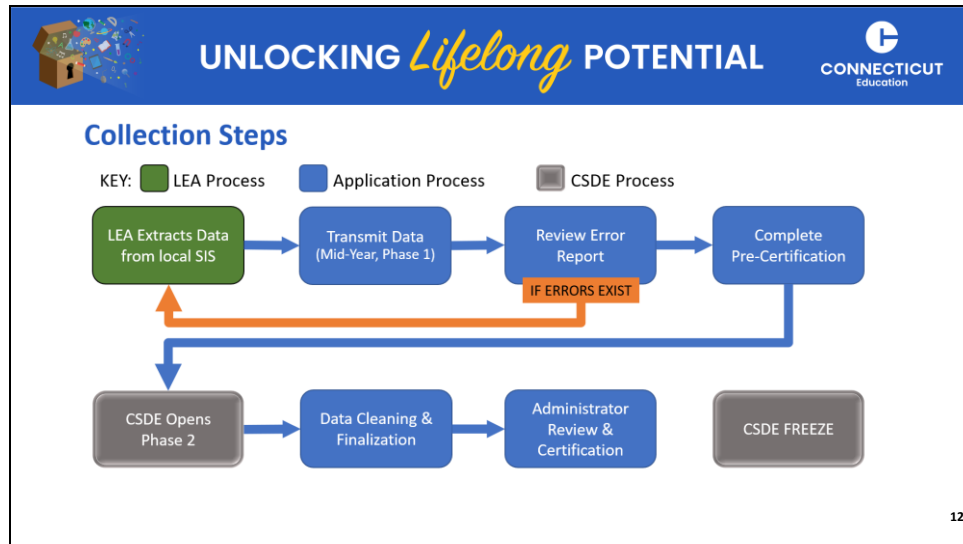 UNLOCKING Lifelong POTENTIAL
CONNECTICUT
Education
Collection Steps
KEY: LEA Process Application Process CSDE Process
LEA Extracts Data
from local SIS
Transmit Data
(Mid-Year, Phase 1)
Review Error
Report
IF ERRORS EXIST
Complete
Pre-Certification
CSDE Opens
Phase 2
Data Cleaning &
Finalization
Administrator
Review &
Certification
CSDE FREEZE
12